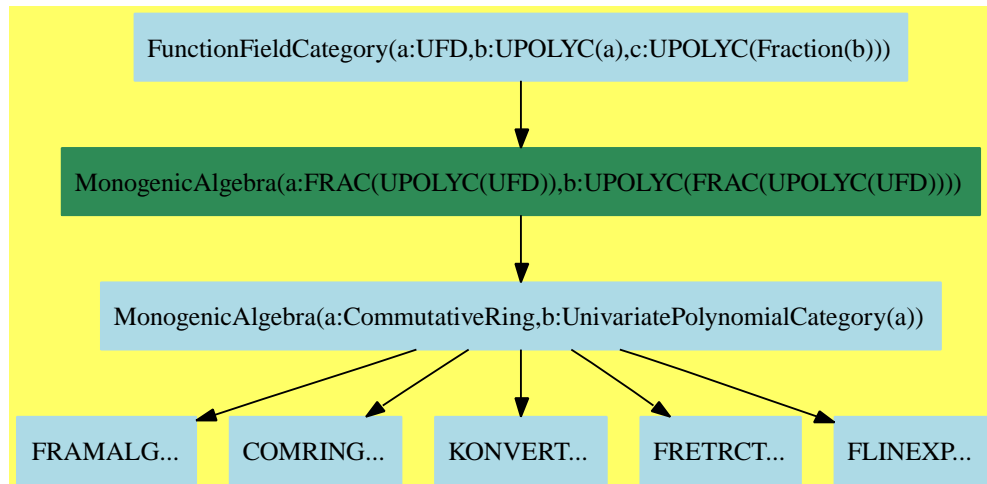 FunctionFieldCategory(a:UFD,b:UPOLYC(a),c:UPOLYC(Fraction(b)))
MonogenicAlgebra(a:FRAC(UPOLYC(UFD)),b:UPOLYC(FRAC(UPOLYC(UFD))))
MonogenicAlgebra(a:CommutativeRing,b:UnivariatePolynomialCategory(a))
FRAMALG... COMRING... KONVERT... FRETRCT... FLINEXP...